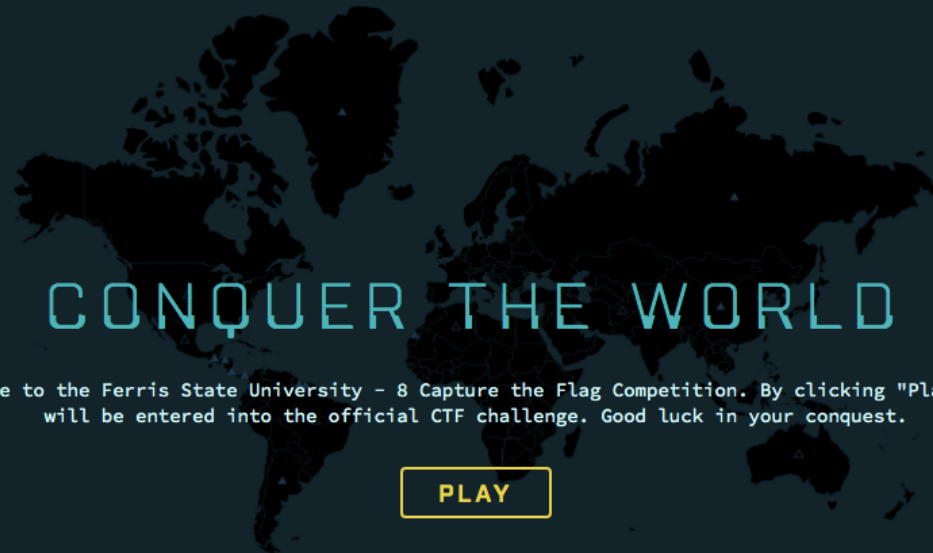 CONQUER THE WORLD
e to the Ferris State University - 8 Capture the Flag Competition. By clicking "Pla
will be entered into the official CTF challenge. Good luck in your conquest.
PLAY